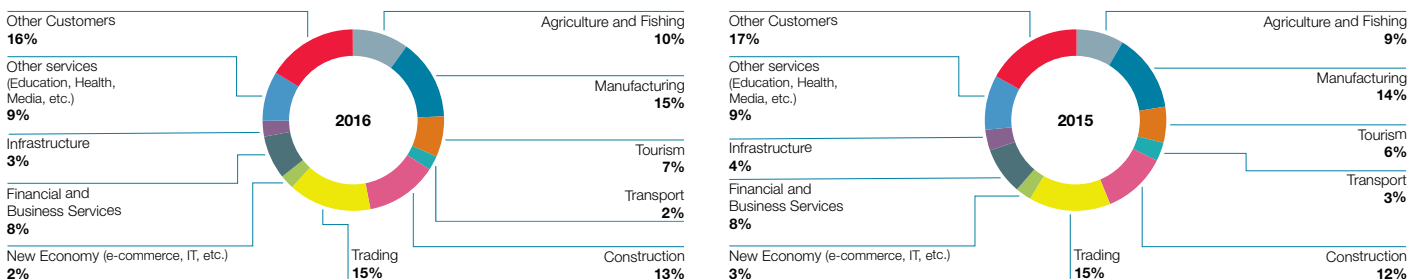 Other Customers
16%
Other services
(Education, Health,
Media, etc.)
9%
Infrastructure
3%
Financial and
Business Services
8%
New Economy (e-commerce, IT, etc.)
2%
2016
Trading
15%
Agriculture and Fishing
10%
Manufacturing
15%
Tourism
7%
Transport
2%
Construction
13%
Other Customers
17%
Other services
(Education, Health,
Media, etc.)
9%
Infrastructure
4%
Financial and
Business Services
8%
New Economy (e-commerce, IT, etc.)
3%
2015
Trading
15%
Agriculture and Fishing
9%
Manufacturing
14%
Tourism
6%
Transport
3%
Construction
12%